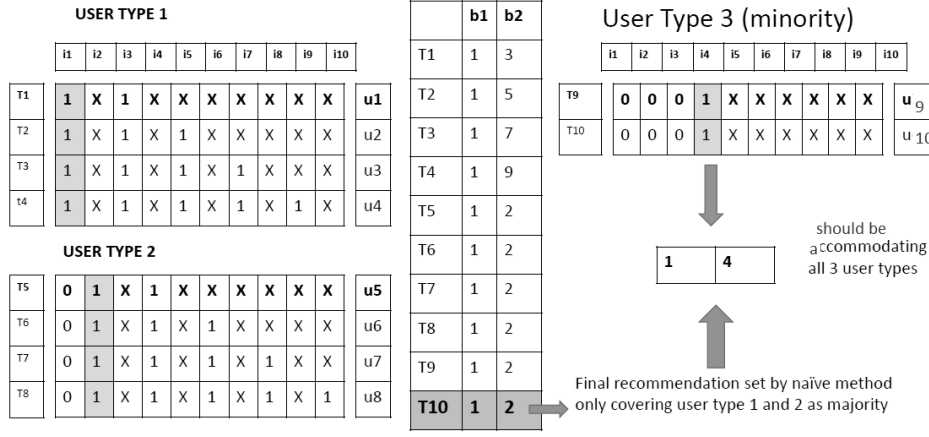 USER TYPE 1
i1 i2 i3 i4 i5 i6 i7 i8 i9 i10
T1 1 X 1 X X X X X X X u1
T2 1 X 1 X 1 X X X X X u2
T3 1 X 1 X 1 X 1 X X X u3
t4 1 X 1 X 1 X 1 X 1 X u4
USER TYPE 2
T5 0 1 X 1 X X X X X X u5
T6 0 1 X 1 X 1 X X X X u6
T7 0 1 X 1 X 1 X 1 X X u7
T8 0 1 X 1 X 1 X 1 X 1 u8
b1 b2
T1 1 3
T2 1 5
T3 1 7
T4 1 9
T5 1 2
T6 1 2
T7 1 2
T8 1 2
T9 1 2
T10 1 2
User Type 3 (minority)
i1 i2 i3 i4 i5 i6 i7 i8 i9 i10
T9 0 0 0 1 X X X X X X u 9
T10 0 0 0 1 X X X X X X u 10
1 4
should be
accommodating
all 3 user types
Final recommendation set by naïve method
only covering user type 1 and 2 as majority